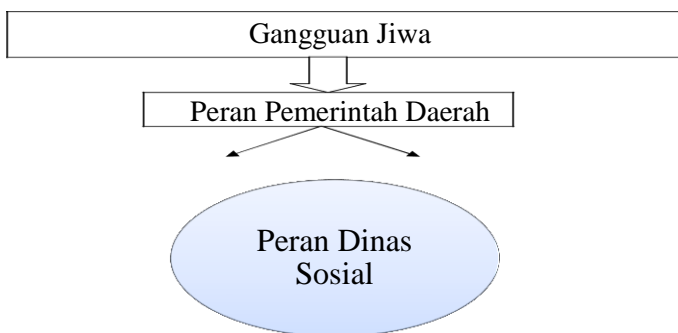 Gangguan Jiwa
Peran Pemerintah Daerah
Peran Dinas
Sosial